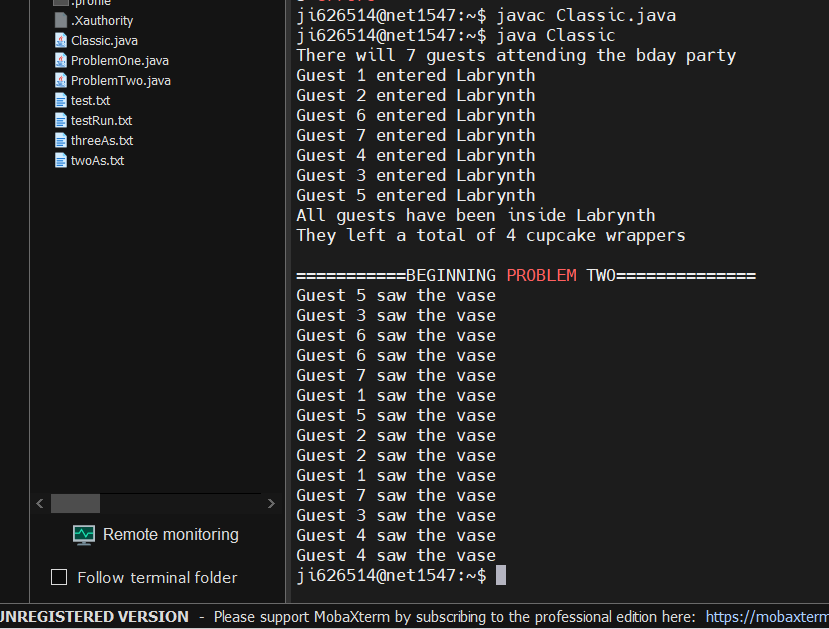 .profile
.Xauthority
Classic.java
ProblemOne.java
ProblemTwo.java
test.txt
testRun.txt
threeAs.txt
twoAs.txt
Remote monitoring
Follow terminal folder
ji626514@net1547:~$ javac Classic.java
ji626514@net1547:~$ java Classic
There will 7 guests attending the bday party
Guest 1 entered Labrynth
Guest 2 entered Labrynth
Guest 6 entered Labrynth
Guest 7 entered Labrynth
Guest 4 entered Labrynth
Guest 3 entered Labrynth
Guest 5 entered Labrynth
All guests have been inside Labrynth
They left a total of 4 cupcake wrappers
===========BEGINNING PROBLEM TWO==============
Guest 5 saw the vase
Guest 3 saw the vase
Guest 6 saw the vase
Guest 6 saw the vase
Guest 7 saw the vase
Guest 1 saw the vase
Guest 5 saw the vase
Guest 2 saw the vase
Guest 2 saw the vase
Guest 1 saw the vase
Guest 7 saw the vase
Guest 3 saw the vase
Guest 4 saw the vase
Guest 4 saw the vase
ji626514@net1547:~$
UNREGISTERED VERSION - Please support MobaXterm by subscribing to the professional edition here: https://mobaxterm